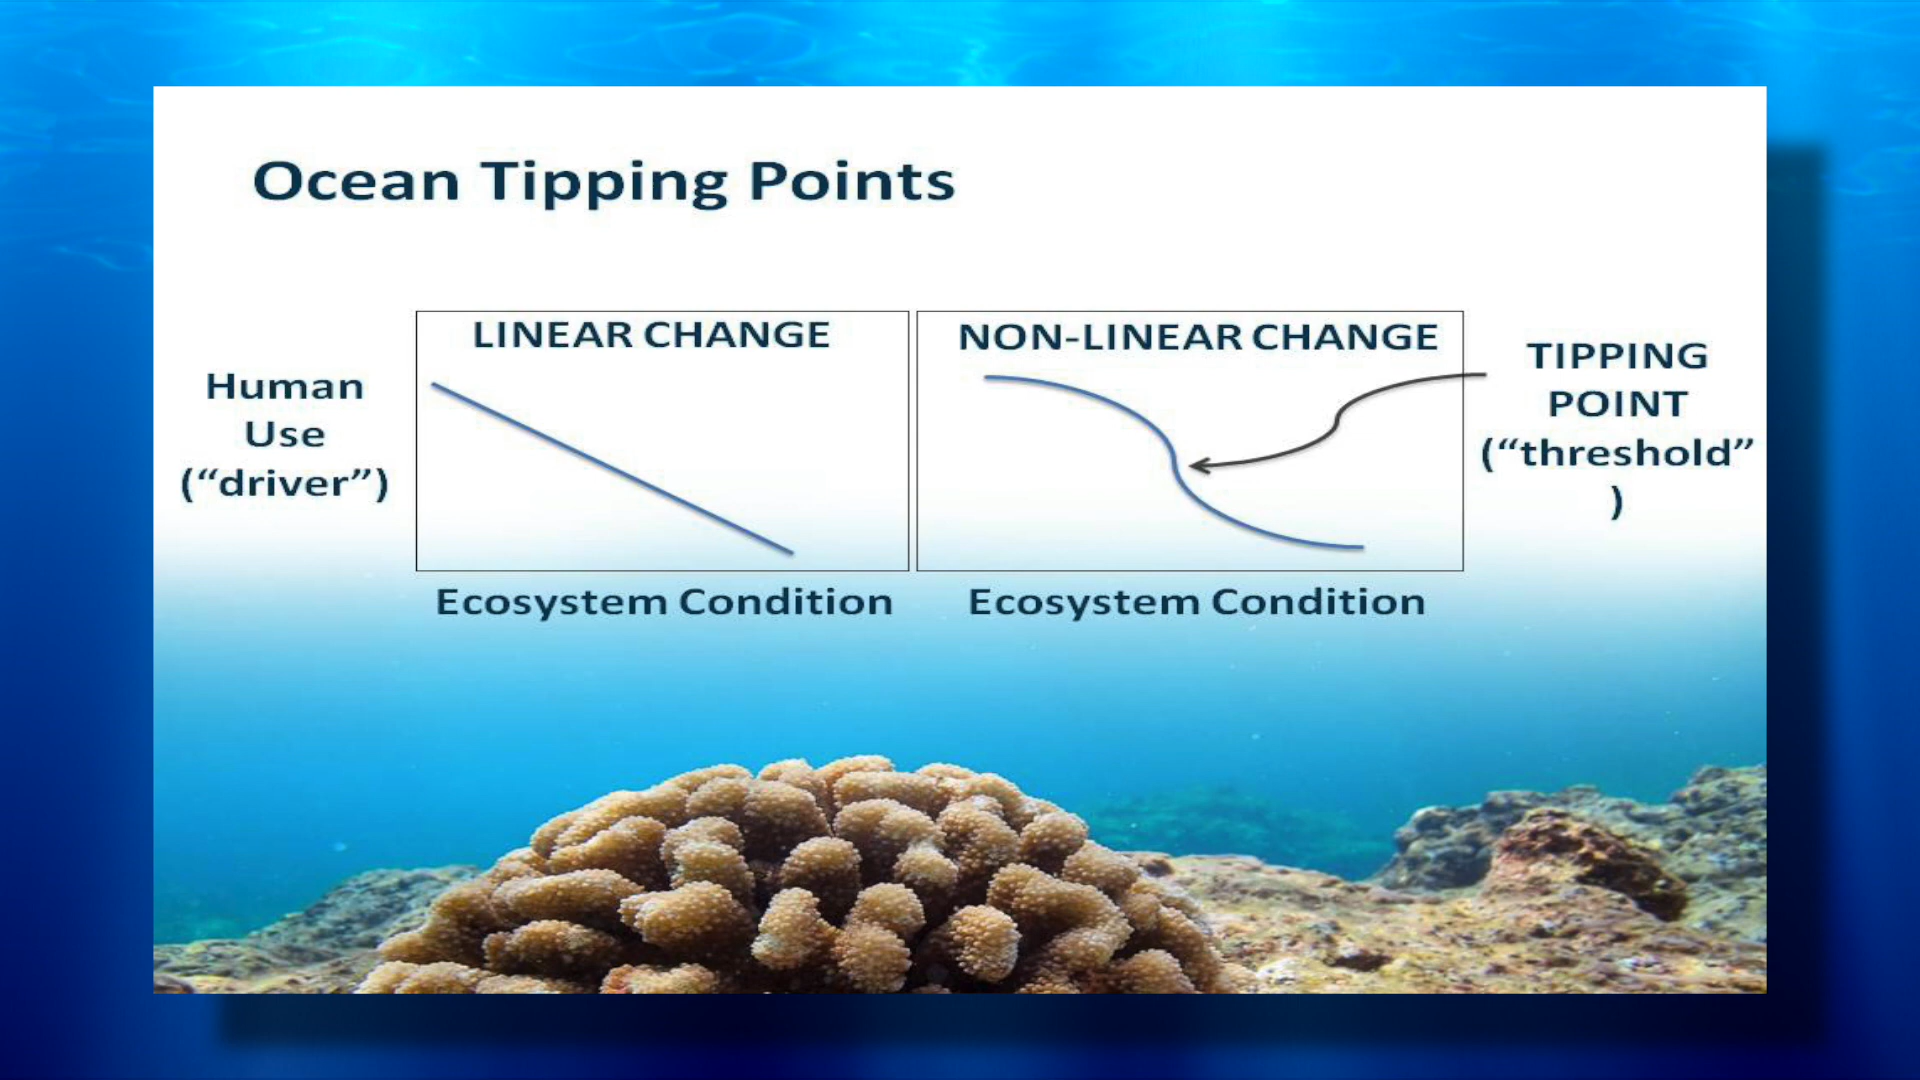 Ocean Tipping Points
LINEAR CHANGE
NON-LINEAR CHANGE
Human
Use
(“driver”)
TIPPING
POINT
(“threshold”
)
Ecosystem Condition
Ecosystem Condition